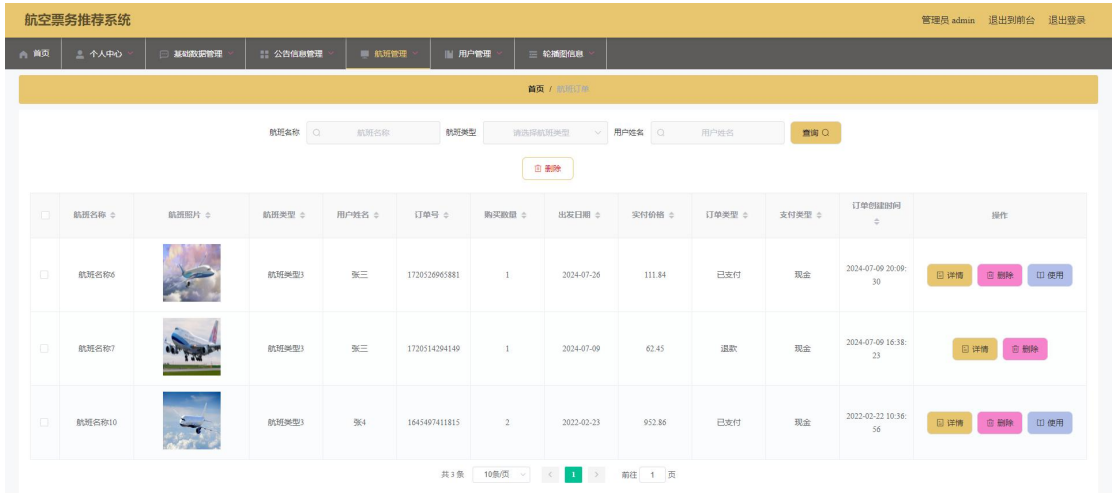 航空票务推荐系统 管理员 admin 退出到前台 退出登录
首页 个人中心 基础数据管理 公告信息管理 航班管理 用户管理 轮播图信息
首页 / 航班订单
航班名称 航班名称 航班类型 请选择航班类型 用户姓名 用户姓名 查询
删除
航班名称 航班照片 航班类型 用户姓名 订单号 购买数量 出发日期 实付价格 订单类型 支付类型 订单创建时间 操作
航班名称6 航班类型3 张三 1720526965881 1 2024-07-26 111.84 已支付 现金 2024-07-09 20:09:
30 详情 删除 使用
航班名称7 航班类型3 张三 1720514294149 1 2024-07-09 62.45 退款 现金 2024-07-09 16:38:
23 详情 删除
航班名称10 航班类型3 张4 1645497411815 2 2022-02-23 952.86 已支付 现金 2022-02-22 10:36:
56 详情 删除 使用
共 3 条 10条/页 1 前往 1 页